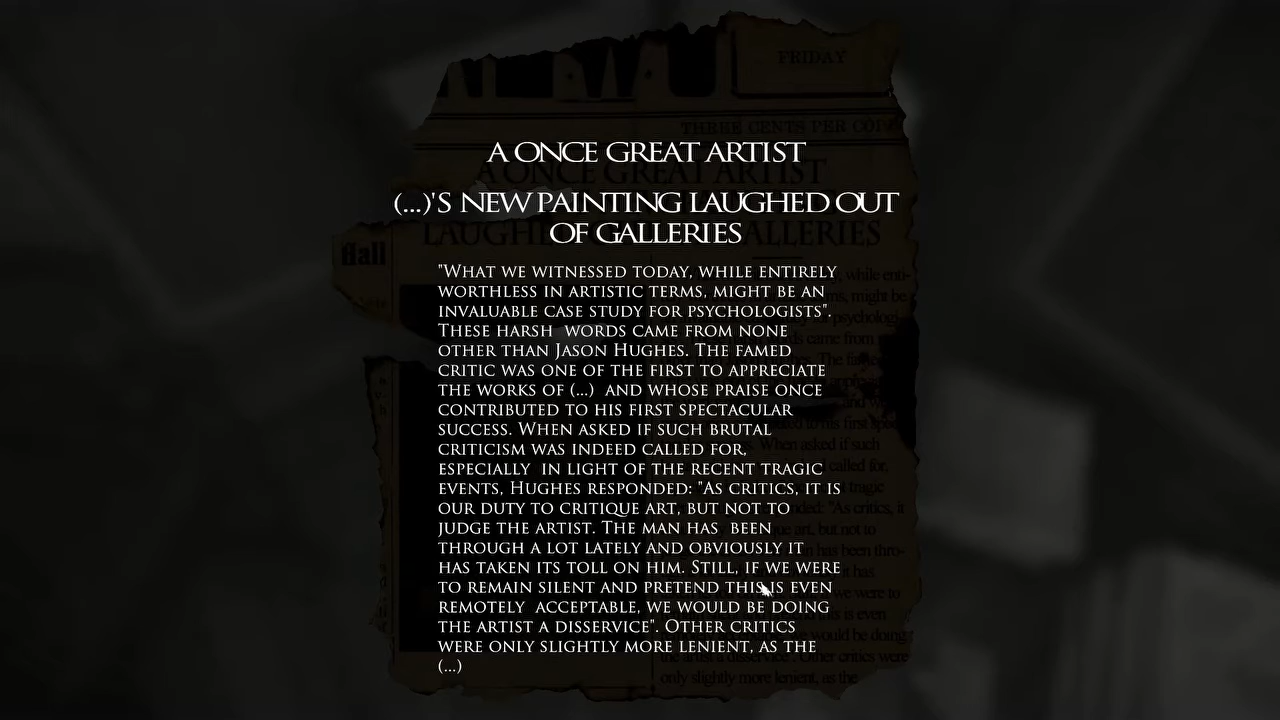 FRIDAY
THREE CENTS PER COPY
A ONCE GREAT ARTIST
(...)'S NEW PAINTING LAUGHED OUT
OF GALLERIES
"WHAT WE WITNESSED TODAY, WHILE ENTIRELY
WORTHLESS IN ARTISTIC TERMS, MIGHT BE AN
INVALUABLE CASE STUDY FOR PSYCHOLOGISTS".
THESE HARSH WORDS CAME FROM NONE
OTHER THAN JASON HUGHES. THE FAMED
CRITIC WAS ONE OF THE FIRST TO APPRECIATE
THE WORKS OF (...) AND WHOSE PRAISE ONCE
CONTRIBUTED TO HIS FIRST SPECTACULAR
SUCCESS. WHEN ASKED IF SUCH BRUTAL
CRITICISM WAS INDEED CALLED FOR,
ESPECIALLY IN LIGHT OF THE RECENT TRAGIC
EVENTS, HUGHES RESPONDED: "AS CRITICS, IT IS
OUR DUTY TO CRITIQUE ART, BUT NOT TO
JUDGE THE ARTIST. THE MAN HAS BEEN
THROUGH A LOT LATELY AND OBVIOUSLY IT
HAS TAKEN ITS TOLL ON HIM. STILL, IF WE WERE
TO REMAIN SILENT AND PRETEND THIS IS EVEN
REMOTELY ACCEPTABLE, WE WOULD BE DOING
THE ARTIST A DISSERVICE". OTHER CRITICS
WERE ONLY SLIGHTLY MORE LENIENT, AS THE
(...)